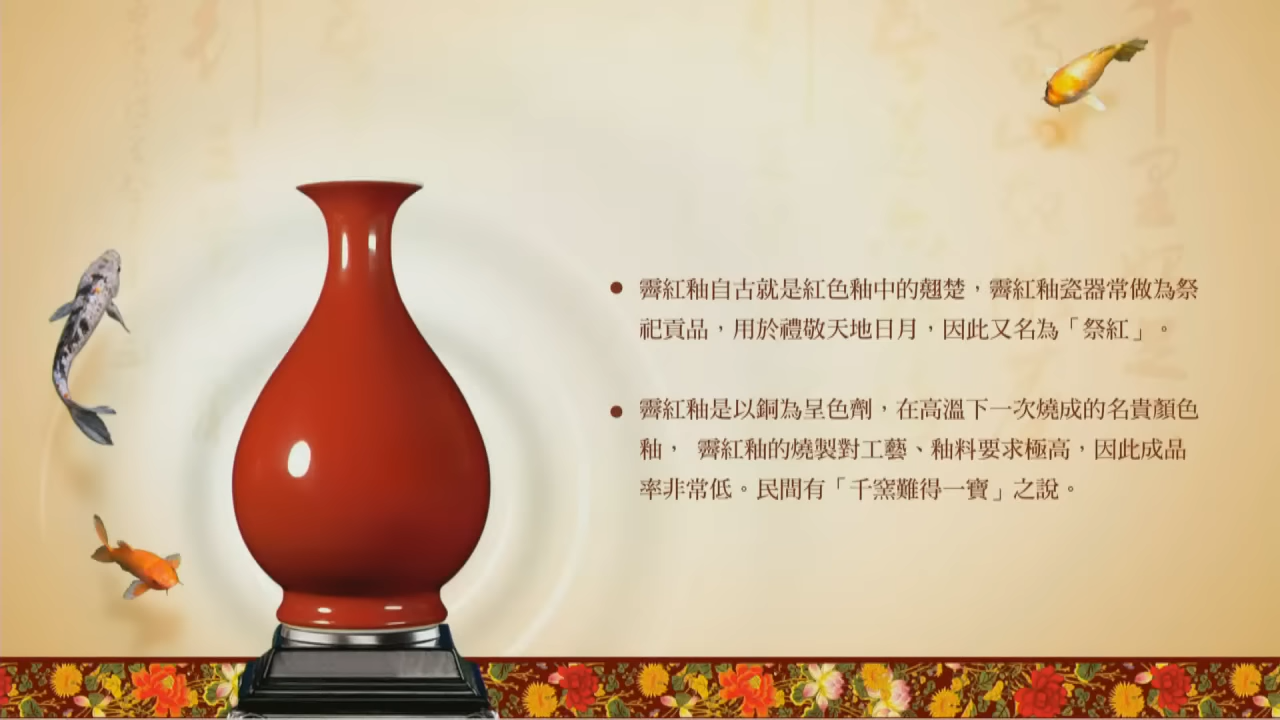 霽紅釉自古就是紅色釉中的翹楚，霽紅釉瓷器常做為祭
祀貢品，用於禮敬天地日月，因此又名為「祭紅」。
霽紅釉是以銅為呈色劑，在高溫下一次燒成的名貴顏色
釉， 霽紅釉的燒製對工藝、釉料要求極高，因此成品
率非常低。民間有「千窯難得一寶」之說。